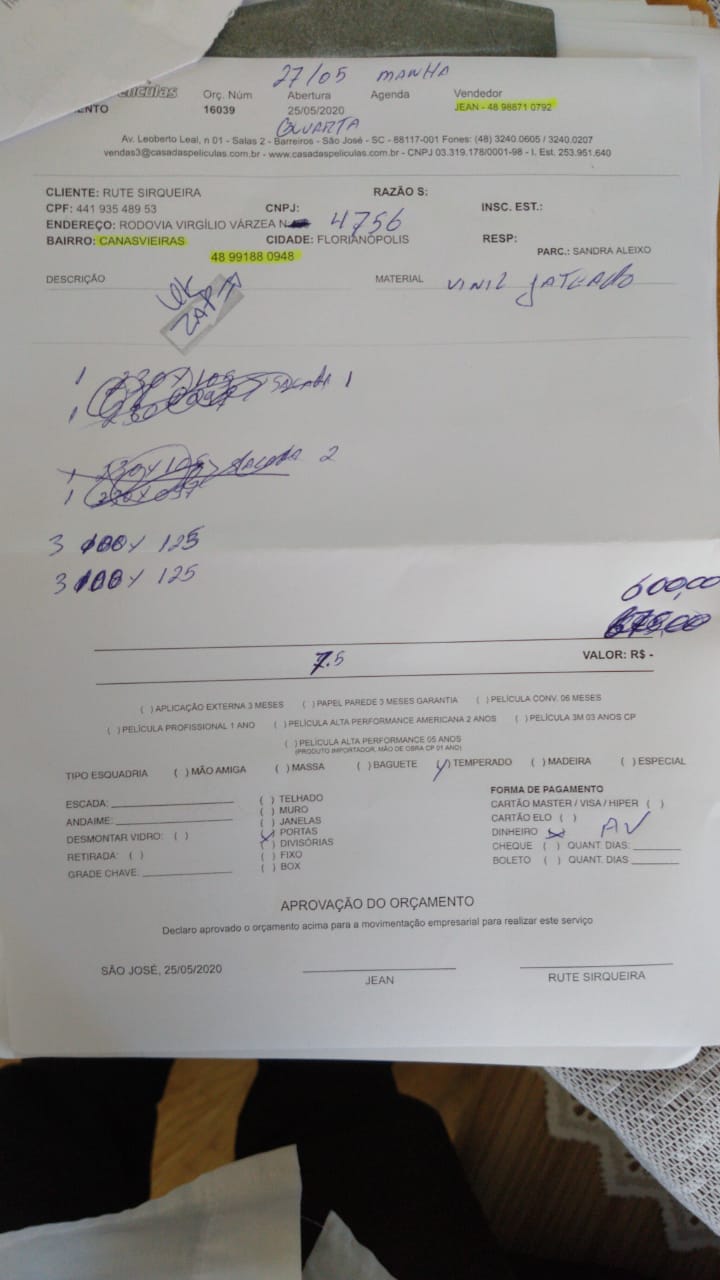 27/05 MANHA
ículas Orç. Núm Abertura Agenda Vendedor
ENTO 16039 25/05/2020 JEAN - 48 98871 0792
QUARTA
Av. Leoberto Leal, n 01 - Salas 2 - Barreiros - São José - SC - 88117-001 Fones: (48) 3240.0605 / 3240.0207
vendas3@casadaspeliculas.com.br - www.casadaspeliculas.com.br - CNPJ 03.319.178/0001-98 - I. Est. 253.951.640
CLIENTE: RUTE SIRQUEIRA RAZÃO S:
CPF: 441 935 489 53 CNPJ: INSC. EST.:
ENDEREÇO: RODOVIA VIRGÍLIO VÁRZEA N 4756
BAIRRO: CANASVIEIRAS CIDADE: FLORIANÓPOLIS RESP:
48 99188 0948 PARC.: SANDRA ALEIXO
DESCRIÇÃO MATERIAL VINIL JATEADO
ZAPA
1 SACADA 1
1
SACADA 2
1
3 100 X 125
3 100 X 125
600,00
7.5 VALOR: R$ -
( ) APLICAÇÃO EXTERNA 3 MESES ( ) PAPEL PAREDE 3 MESES GARANTIA ( ) PELÍCULA CONV. 06 MESES
( ) PELÍCULA PROFISSIONAL 1 ANO ( ) PELÍCULA ALTA PERFORMANCE AMERICANA 2 ANOS ( ) PELÍCULA 3M 03 ANOS CP
( ) PELÍCULA ALTA PERFORMANCE 05 ANOS
(PRODUTO IMPORTADOR, MÃO DE OBRA CP 01 ANO)
TIPO ESQUADRIA ( ) MÃO AMIGA ( ) MASSA ( ) BAGUETE ( ) TEMPERADO ( ) MADEIRA ( ) ESPECIAL
ESCADA:
ANDAIME:
DESMONTAR VIDRO: ( )
RETIRADA: ( )
GRADE CHAVE:
( ) TELHADO
( ) MURO
( ) JANELAS
( ) PORTAS
( ) DIVISÓRIAS
( ) FIXO
( ) BOX
FORMA DE PAGAMENTO
CARTÃO MASTER / VISA / HIPER ( )
CARTÃO ELO ( )
DINHEIRO (X) AV
CHEQUE ( ) QUANT. DIAS:
BOLETO ( ) QUANT. DIAS
APROVAÇÃO DO ORÇAMENTO
Declaro aprovado o orçamento acima para a movimentação empresarial para realizar este serviço
SÃO JOSÉ, 25/05/2020
JEAN RUTE SIRQUEIRA